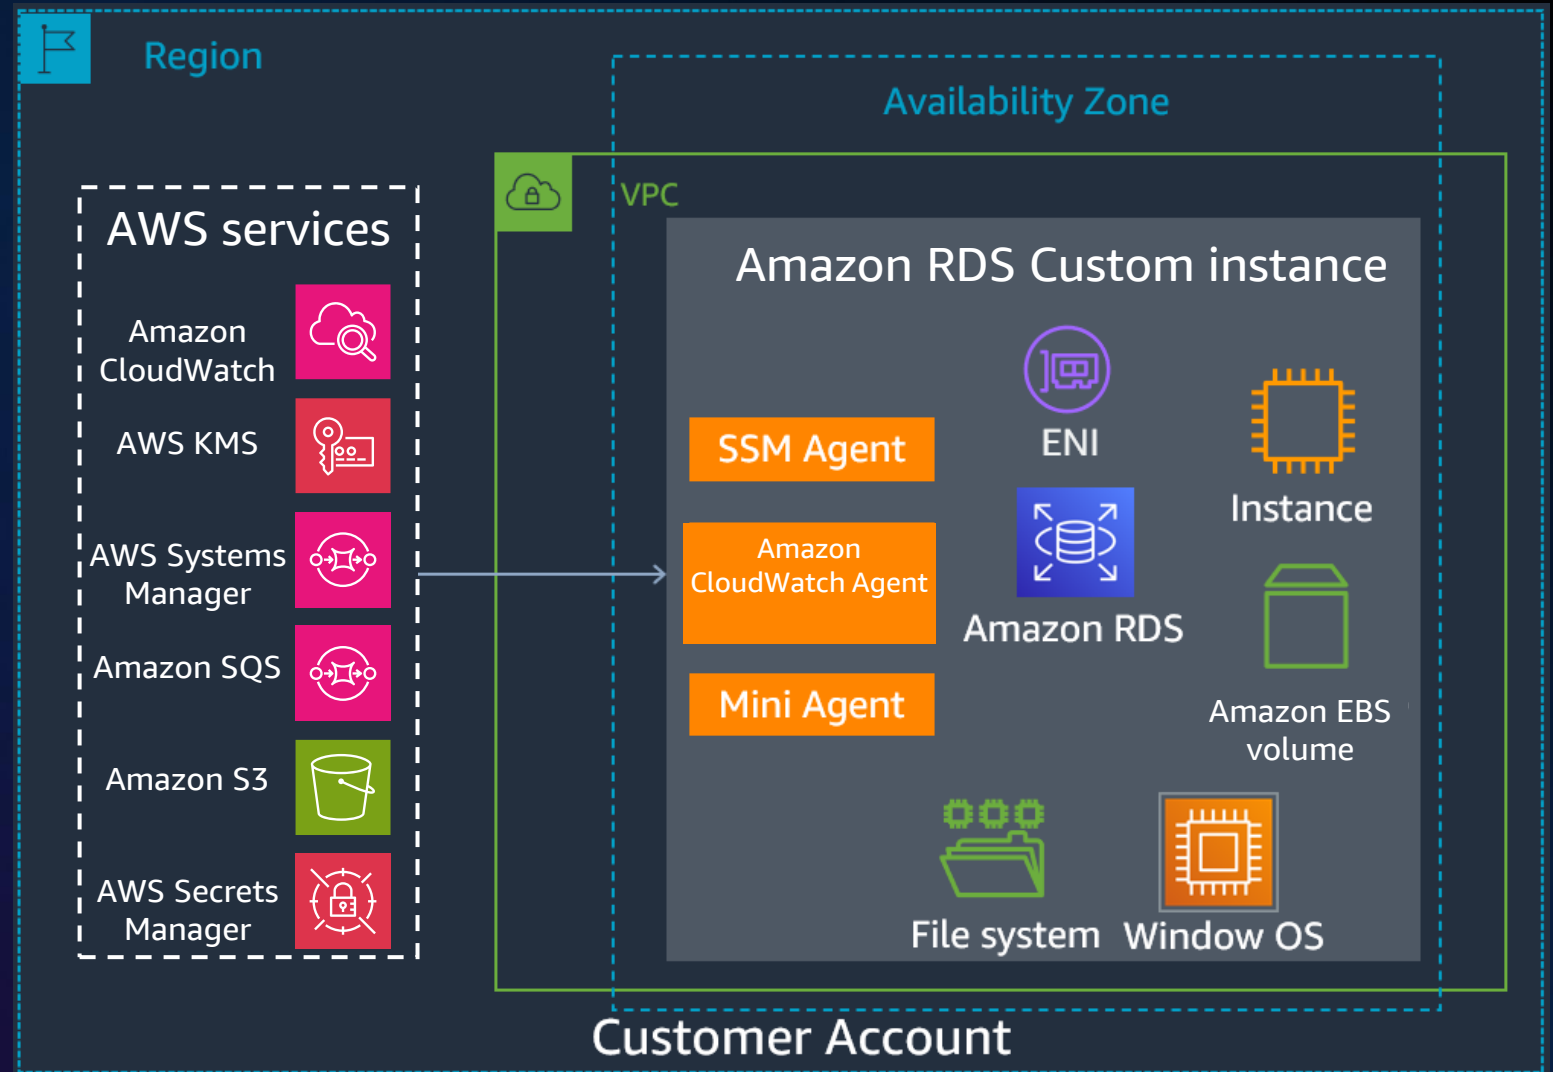 Region
Availability Zone
VPC
AWS services
Amazon
CloudWatch
AWS KMS
AWS Systems
Manager
Amazon SQS
Amazon S3
AWS Secrets
Manager
Amazon RDS Custom instance
SSM Agent
Amazon
CloudWatch Agent
Mini Agent
ENI
Instance
Amazon RDS
Amazon EBS
volume
File system
Window OS
Customer Account